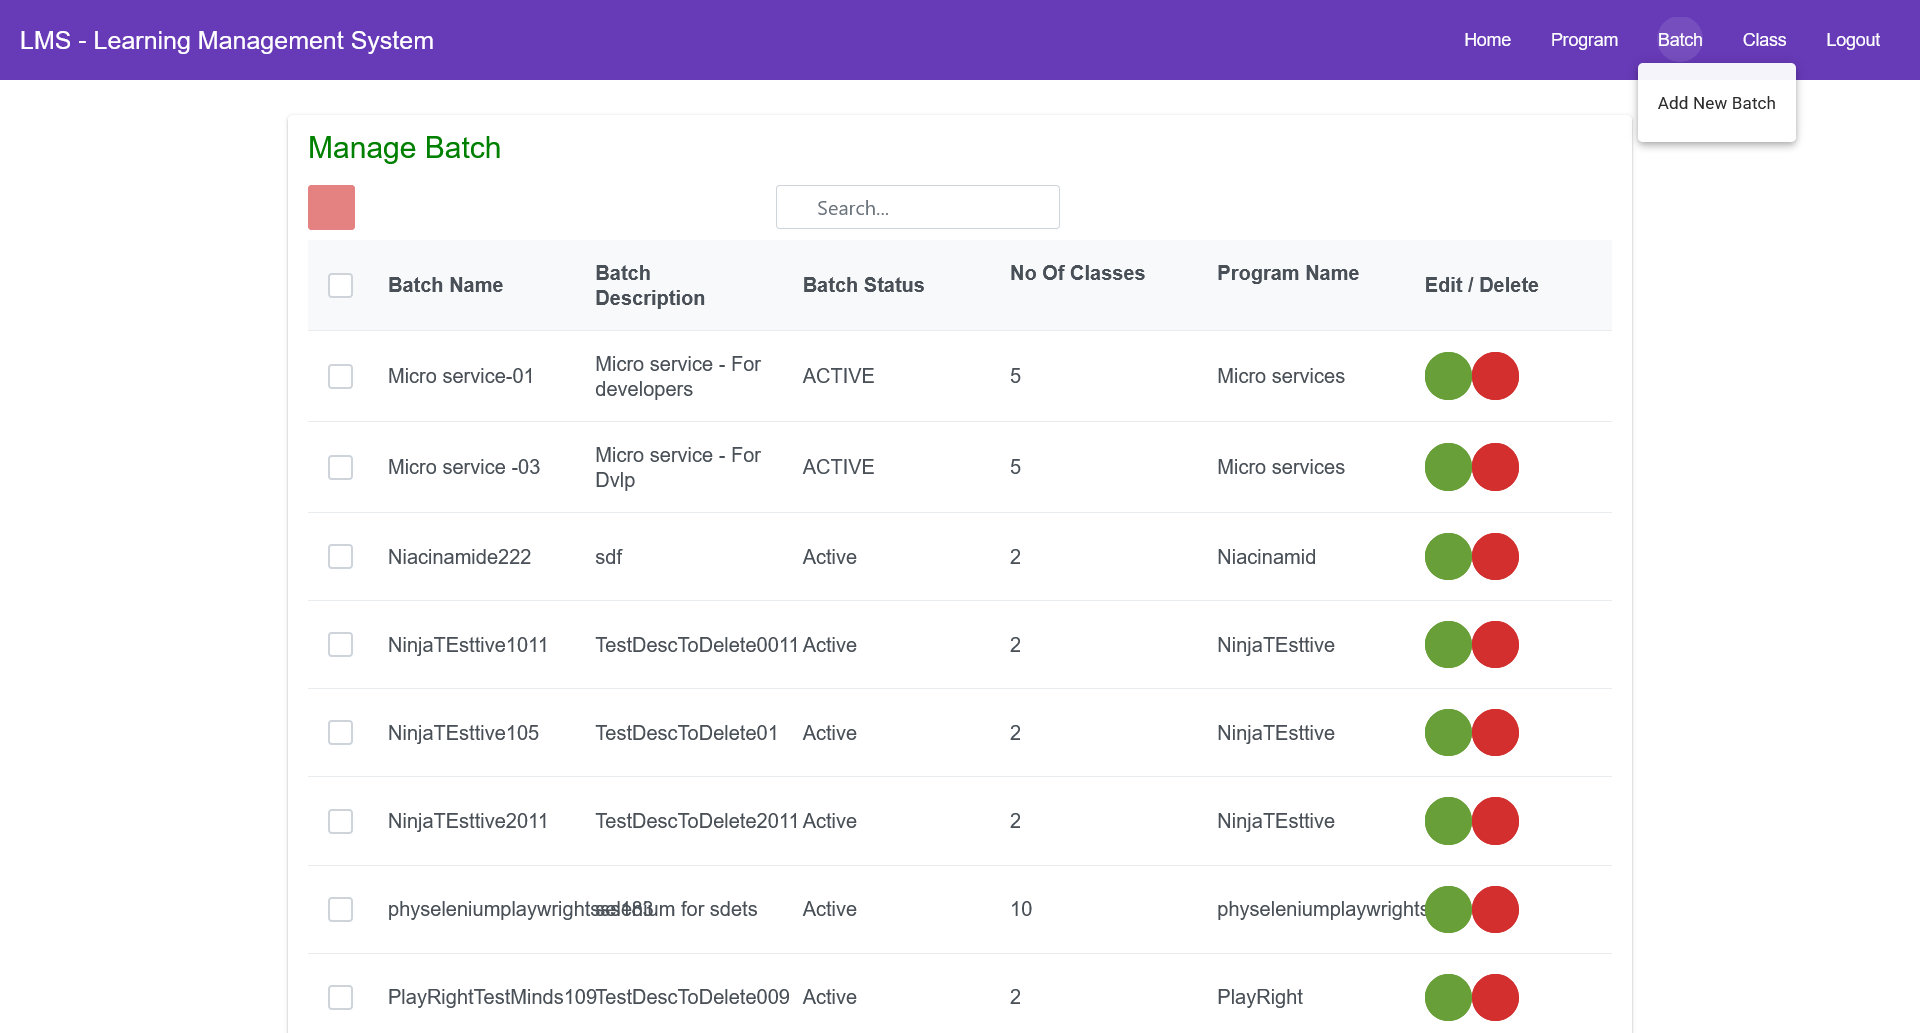 LMS - Learning Management System
Home Program Batch Class Logout
Add New Batch
Manage Batch
Search...
Batch Name Batch Description Batch Status No Of Classes Program Name Edit / Delete
Micro service-01 Micro service - For developers ACTIVE 5 Micro services
Micro service -03 Micro service - For Dvlp ACTIVE 5 Micro services
Niacinamide222 sdf Active 2 Niacinamid
NinjaTEsttive1011 TestDescToDelete0011 Active 2 NinjaTEsttive
NinjaTEsttive105 TestDescToDelete01 Active 2 NinjaTEsttive
NinjaTEsttive2011 TestDescToDelete2011 Active 2 NinjaTEsttive
selenium for sdets Active 10
PlayRightTestMinds109 TestDescToDelete009 Active 2 PlayRight